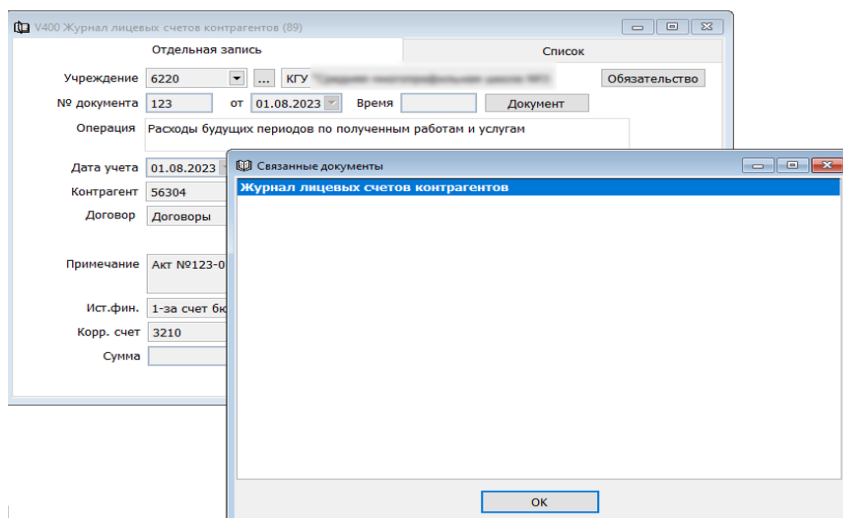 V400 Журнал лицевых счетов контрагентов (89)
Отдельная запись Список
Учреждение 6220 ... КГУ Обязательство
№ документа 123 от 01.08.2023 Время Документ
Операция Расходы будущих периодов по полученным работам и услугам
Дата учета 01.08.2023
Контрагент 56304
Договор Договоры
Примечание Акт №123-0
Ист.фин. 1-за счет бю
Корр. счет 3210
Сумма
Связанные документы
Журнал лицевых счетов контрагентов
OK